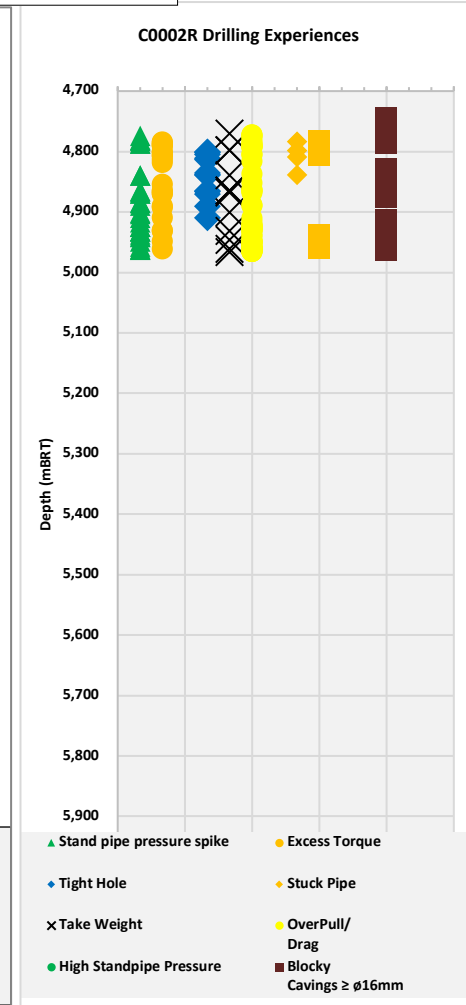 C0002R Drilling Experiences
4,700
4,800
4,900
5,000
5,100
5,200
5,300
5,400
5,500
5,600
5,700
5,800
5,900
Depth (mBRT)
Stand pipe pressure spike
Excess Torque
Tight Hole
Stuck Pipe
Take Weight
OverPull/
Drag
High Standpipe Pressure
Blocky
Cavings ≥ ø16mm